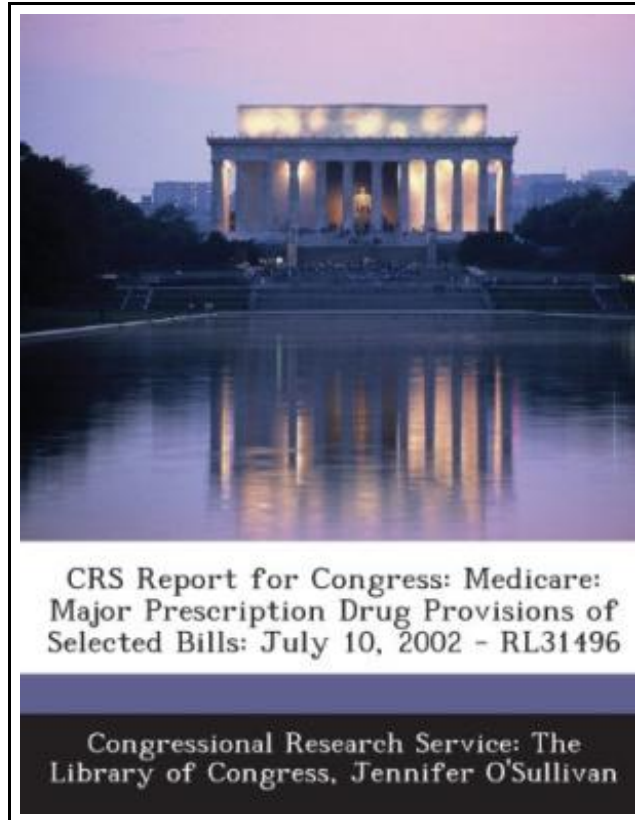 CRS Report for Congress: Medicare:
Major Prescription Drug Provisions of
Selected Bills: July 10, 2002 - RL31496
Congressional Research Service: The
Library of Congress, Jennifer O'Sullivan